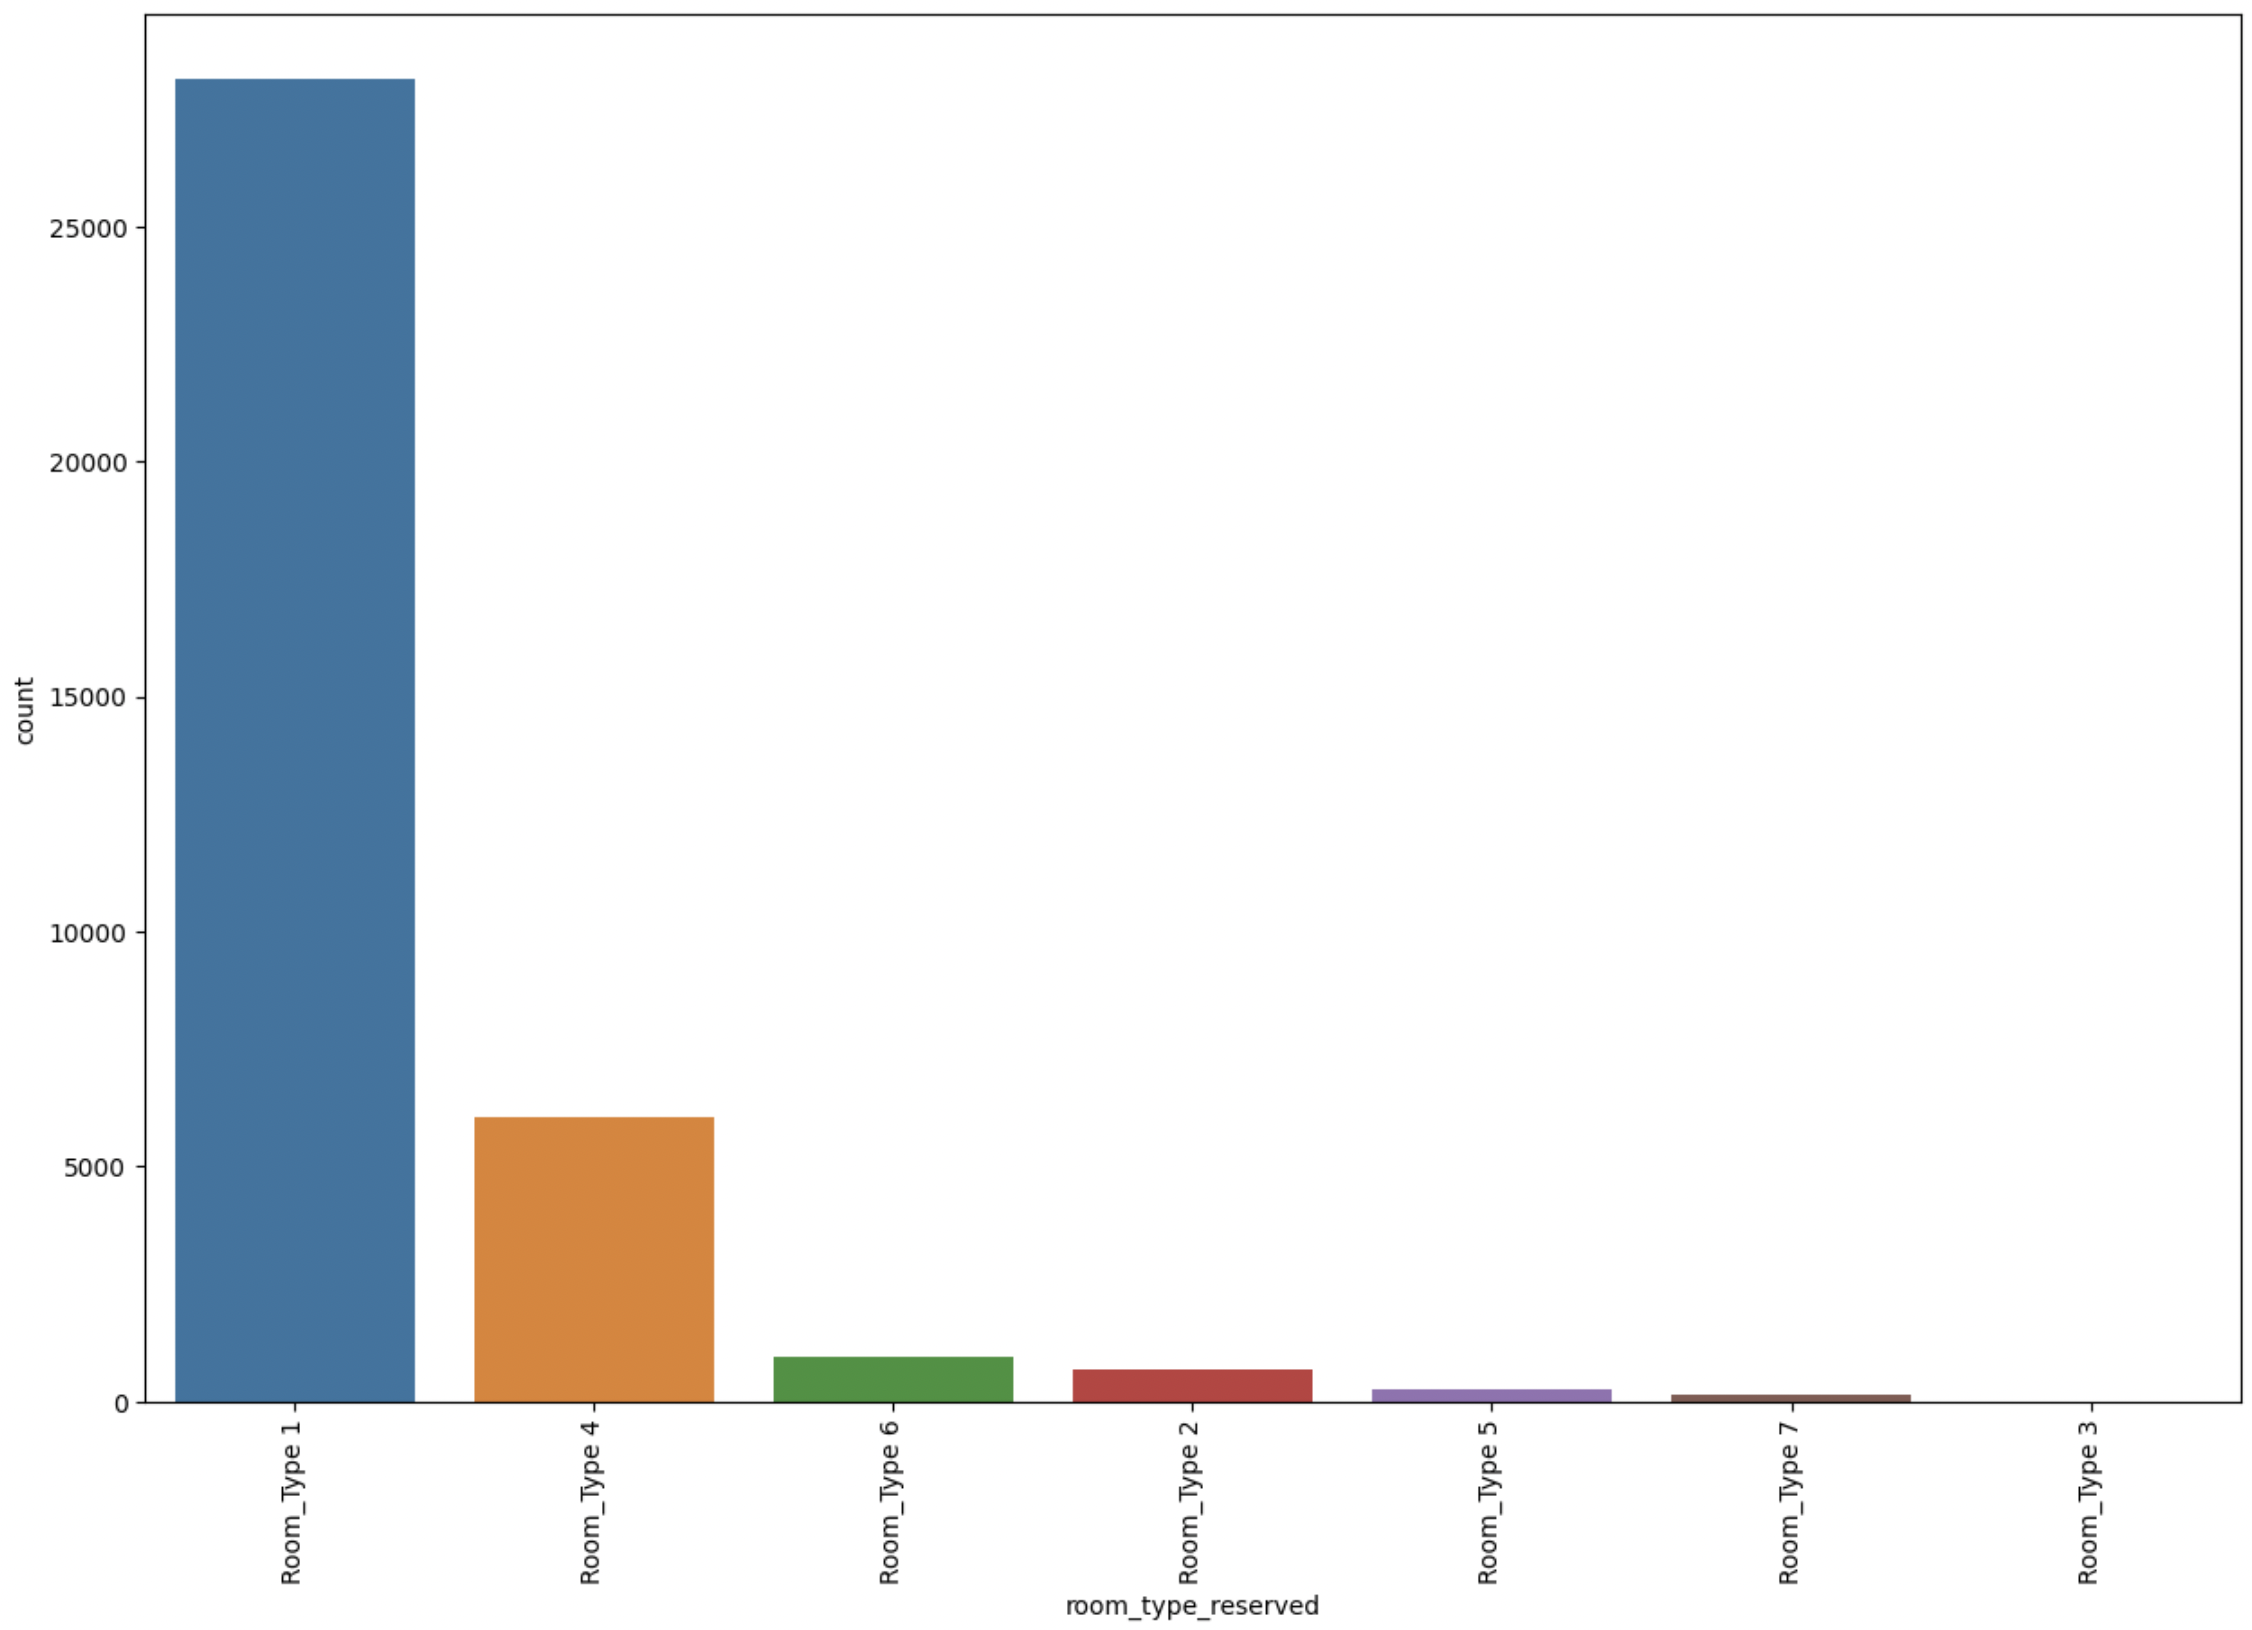 25000
20000
15000
10000
5000
0
count
Room_Type 1
Room_Type 4
Room_Type 6
Room_Type 2
Room_Type 5
Room_Type 7
Room_Type 3
room_type_reserved